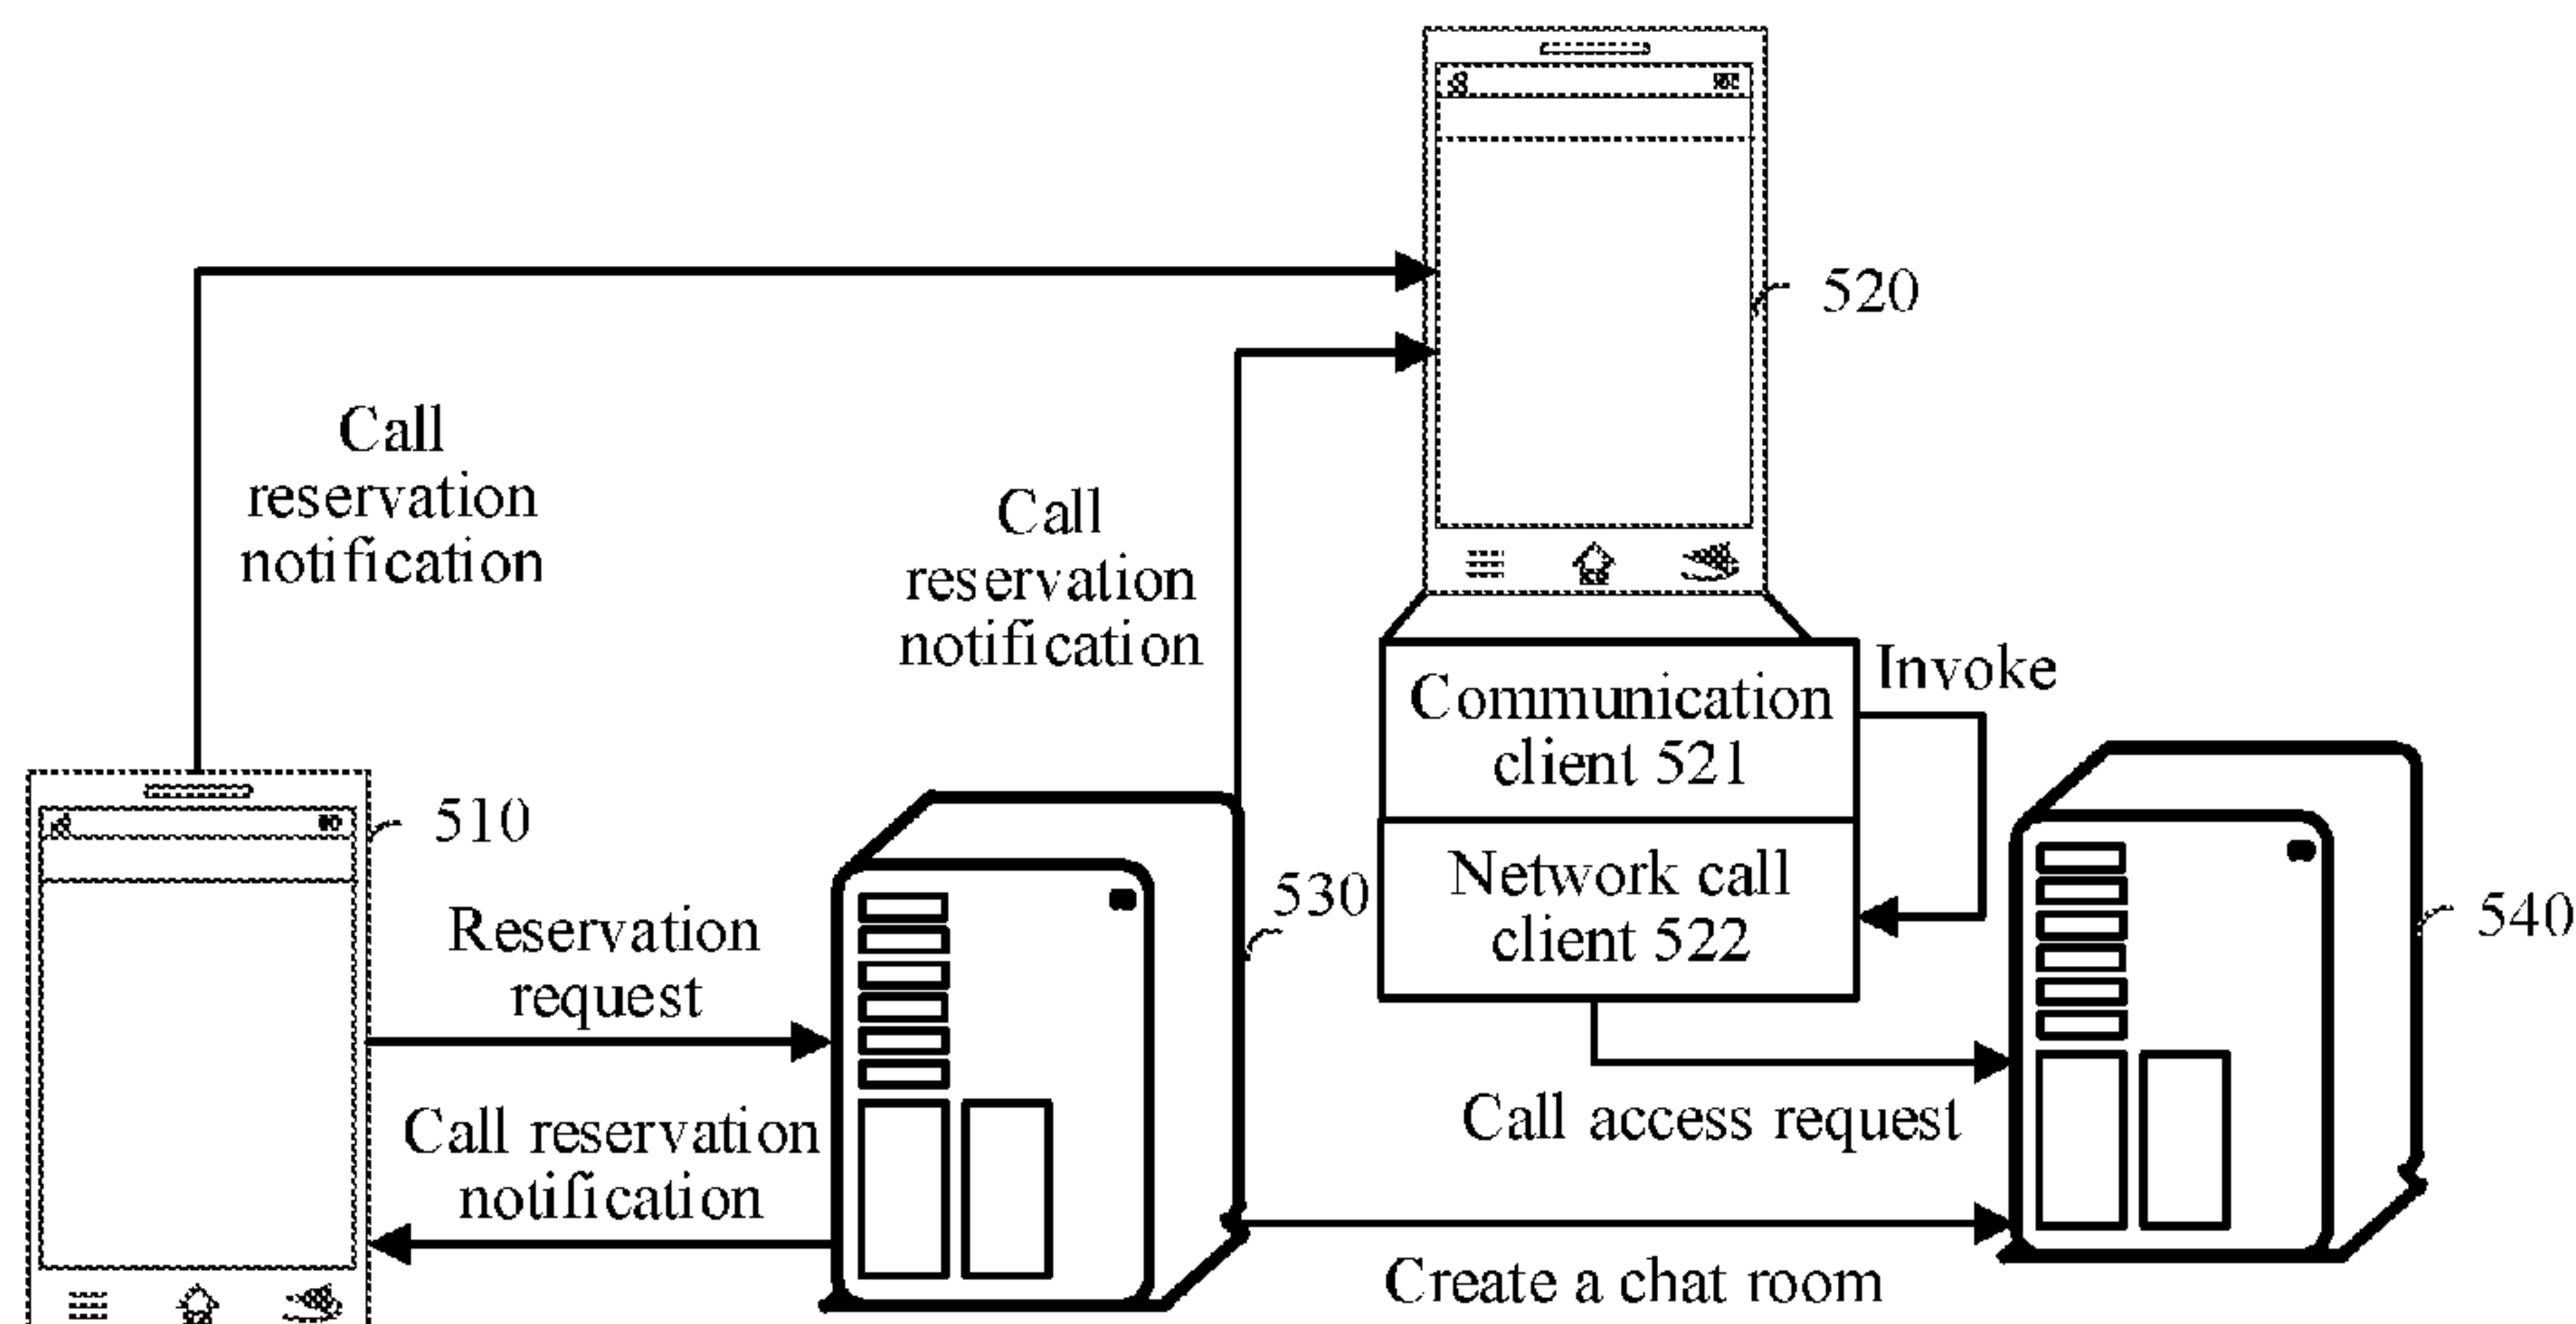 520
Call
reservation
notification
Call
reservation
notification
Invoke
Communication
client 521
510
Network call
client 522
530
540
Reservation
request
Call reservation
notification
Call access request
Create a chat room